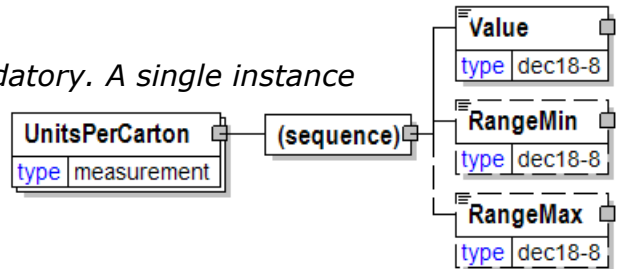 Value
type dec18-8
datory. A single instance
RangeMin
type dec18-8
UnitsPerCarton
type measurement
(sequence)
RangeMax
type dec18-8